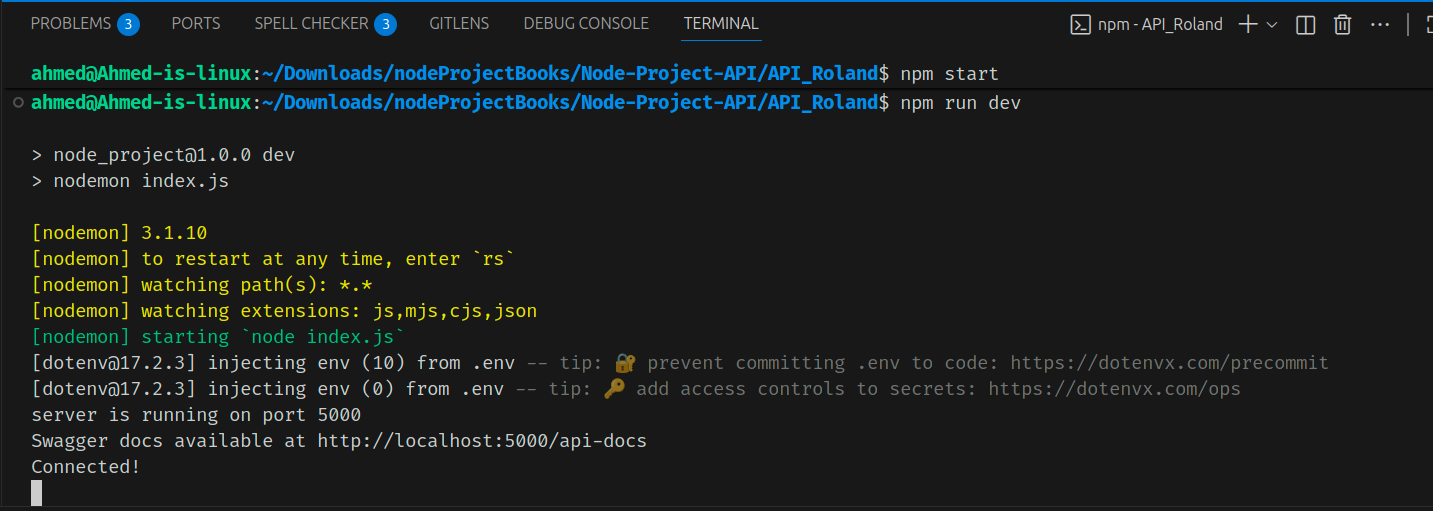 PROBLEMS 3 PORTS SPELL CHECKER 3 GITLENS DEBUG CONSOLE TERMINAL npm - API_Roland
ahmed@Ahmed-is-linux:~/Downloads/nodeProjectBooks/Node-Project-API/API_Roland$ npm start
ahmed@Ahmed-is-linux:~/Downloads/nodeProjectBooks/Node-Project-API/API_Roland$ npm run dev
> node_project@1.0.0 dev
> nodemon index.js
[nodemon] 3.1.10
[nodemon] to restart at any time, enter `rs`
[nodemon] watching path(s): *.*
[nodemon] watching extensions: js,mjs,cjs,json
[nodemon] starting `node index.js`
[dotenv@17.2.3] injecting env (10) from .env -- tip: 🔐 prevent committing .env to code: https://dotenvx.com/precommit
[dotenv@17.2.3] injecting env (0) from .env -- tip: 🔑 add access controls to secrets: https://dotenvx.com/ops
server is running on port 5000
Swagger docs available at http://localhost:5000/api-docs
Connected!